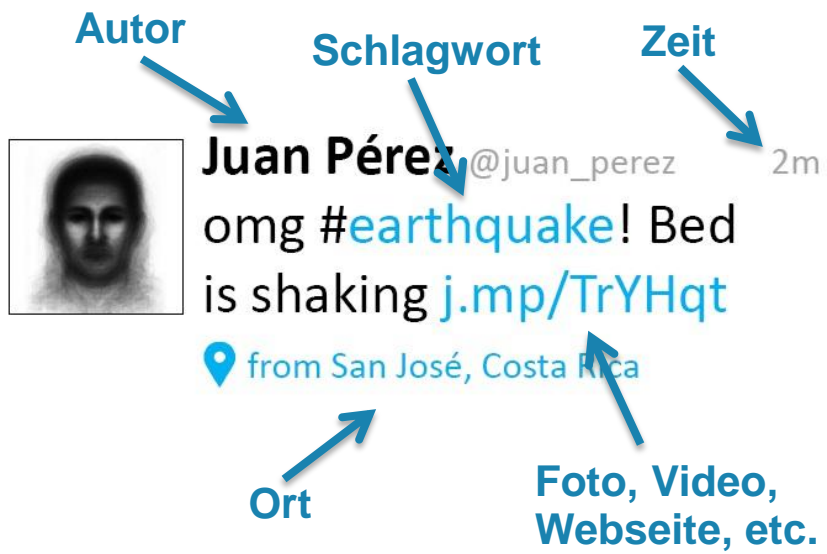 Autor
Schlagwort
Zeit
Juan Pérez @juan_perez 2m
omg #earthquake! Bed
is shaking j.mp/TrYHqt
from San José, Costa Rica
Ort
Foto, Video,
Webseite, etc.